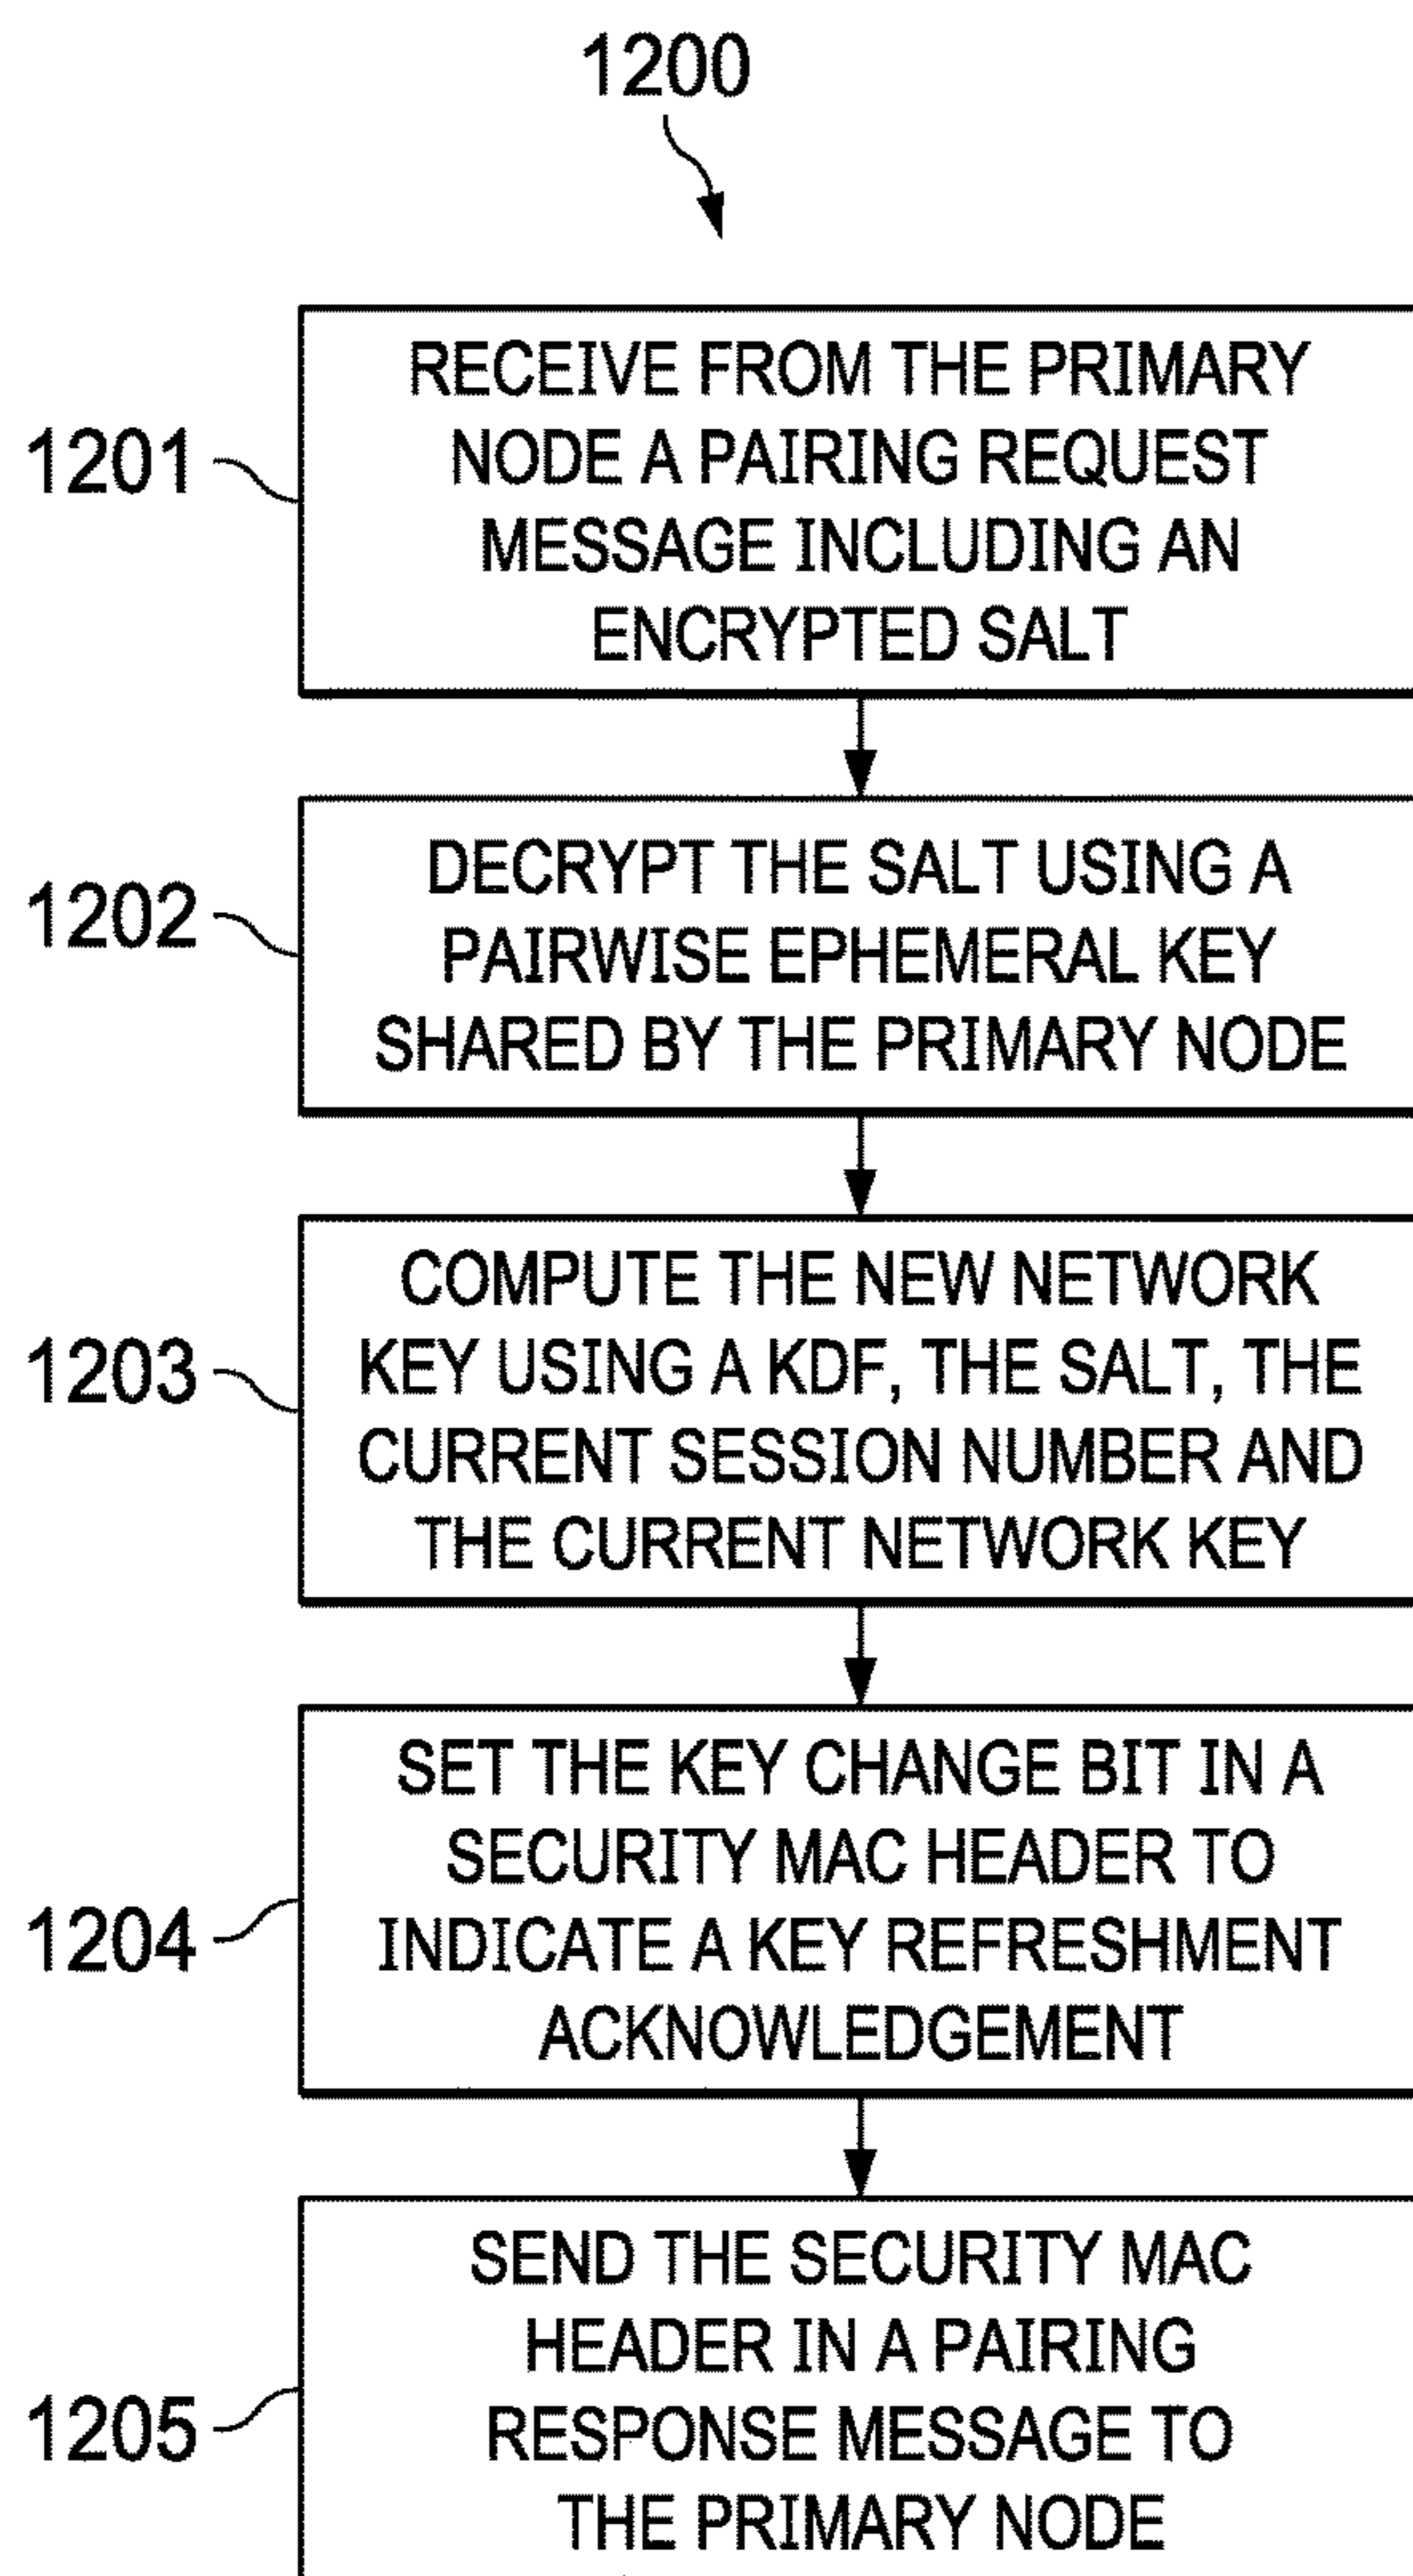 1200
1201
RECEIVE FROM THE PRIMARY
NODE A PAIRING REQUEST
MESSAGE INCLUDING AN
ENCRYPTED SALT
1202
DECRYPT THE SALT USING A
PAIRWISE EPHEMERAL KEY
SHARED BY THE PRIMARY NODE
1203
COMPUTE THE NEW NETWORK
KEY USING A KDF, THE SALT, THE
CURRENT SESSION NUMBER AND
THE CURRENT NETWORK KEY
1204
SET THE KEY CHANGE BIT IN A
SECURITY MAC HEADER TO
INDICATE A KEY REFRESHMENT
ACKNOWLEDGEMENT
1205
SEND THE SECURITY MAC
HEADER IN A PAIRING
RESPONSE MESSAGE TO
THE PRIMARY NODE